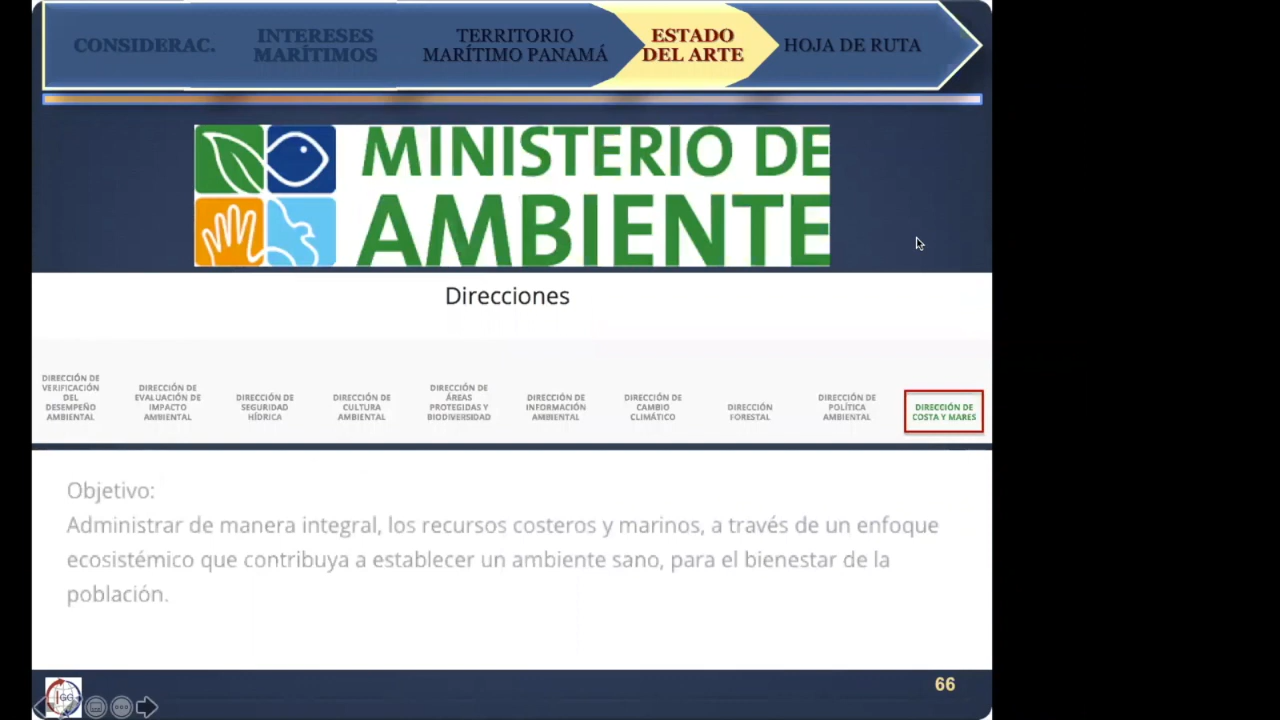 CONSIDERAC.
INTERESES
MARÍTIMOS
TERRITORIO
MARÍTIMO PANAMÁ
ESTADO
DEL ARTE
HOJA DE RUTA
MINISTERIO DE
AMBIENTE
Direcciones
DIRECCIÓN DE
VERIFICACIÓN
DEL
DESEMPEÑO
AMBIENTAL
DIRECCIÓN DE
EVALUACIÓN DE
IMPACTO
AMBIENTAL
DIRECCIÓN DE
SEGURIDAD
HÍDRICA
DIRECCIÓN DE
CULTURA
AMBIENTAL
DIRECCIÓN DE
ÁREAS
PROTEGIDAS Y
BIODIVERSIDAD
DIRECCIÓN DE
INFORMACIÓN
AMBIENTAL
DIRECCIÓN DE
CAMBIO
CLIMÁTICO
DIRECCIÓN
FORESTAL
DIRECCIÓN DE
POLÍTICA
AMBIENTAL
DIRECCIÓN DE
COSTA Y MARES
Objetivo:
Administrar de manera integral, los recursos costeros y marinos, a través de un enfoque
ecosistémico que contribuya a establecer un ambiente sano, para el bienestar de la
población.
66